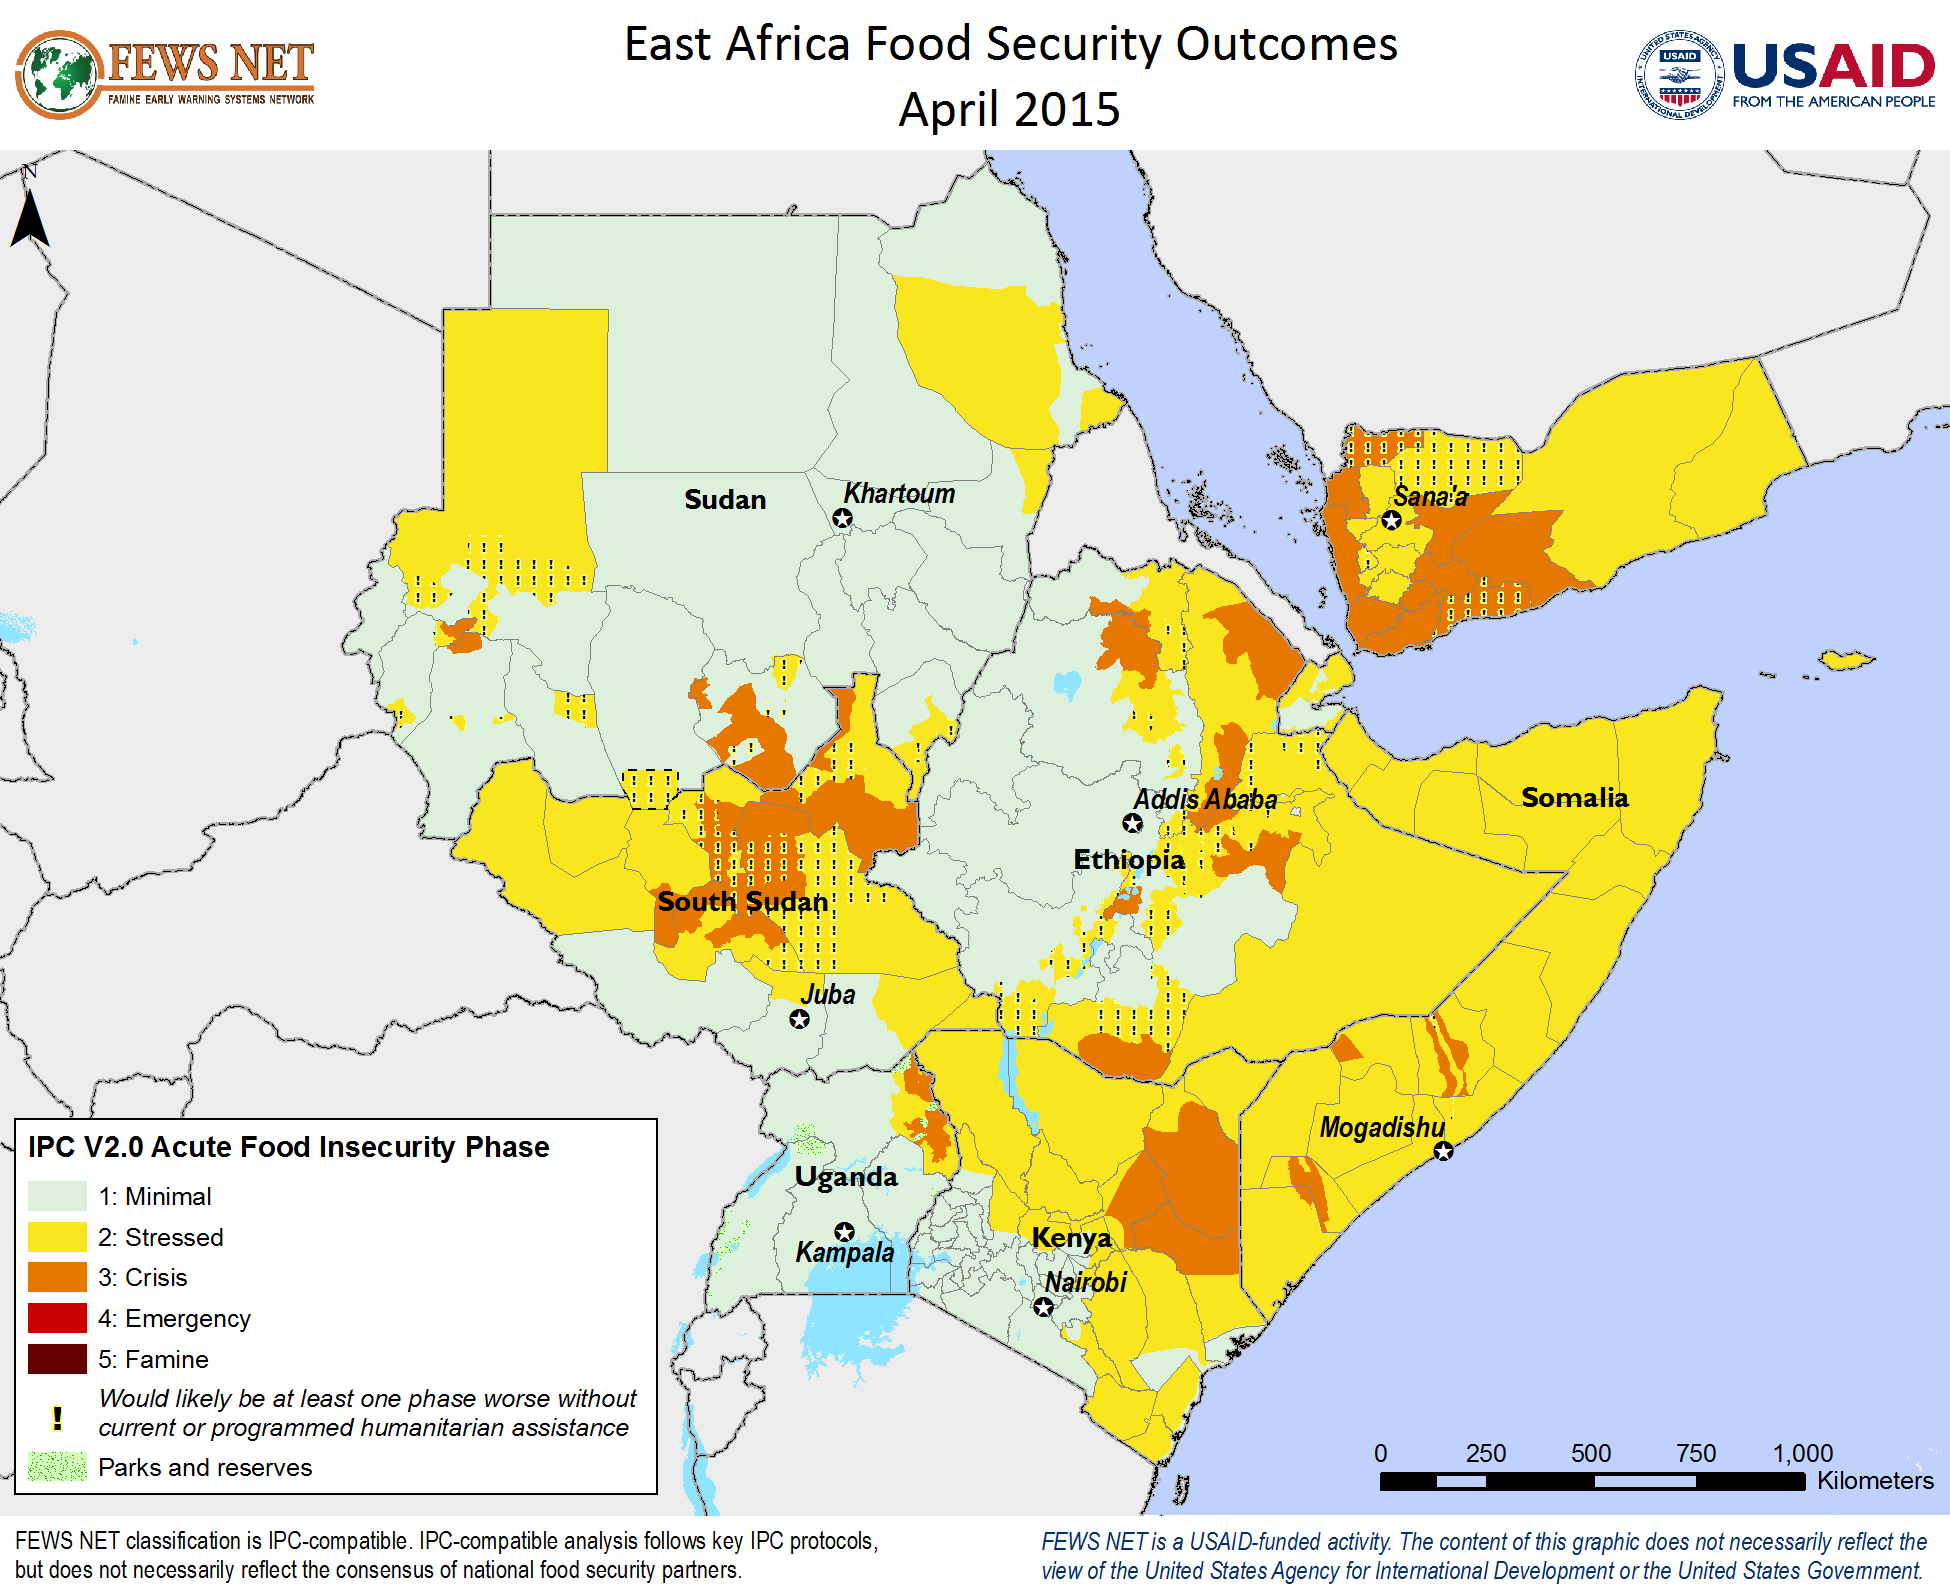 FEWS NET
FAMINE EARLY WARNING SYSTEMS NETWORK
East Africa Food Security Outcomes
April 2015
UNITED STATES AGENCY
USAID
INTERNATIONAL DEVELOPMENT
USAID
FROM THE AMERICAN PEOPLE
N
Sudan
Khartoum
Sana'a
Addis Ababa
Somalia
Ethiopia
South Sudan
Juba
Mogadishu
Uganda
Kampala
Kenya
Nairobi
IPC V2.0 Acute Food Insecurity Phase
1: Minimal
2: Stressed
3: Crisis
4: Emergency
5: Famine
! Would likely be at least one phase worse without
current or programmed humanitarian assistance
Parks and reserves
0 250 500 750 1,000
Kilometers
FEWS NET classification is IPC-compatible. IPC-compatible analysis follows key IPC protocols,
but does not necessarily reflect the consensus of national food security partners.
FEWS NET is a USAID-funded activity. The content of this graphic does not necessarily reflect the
view of the United States Agency for International Development or the United States Government.